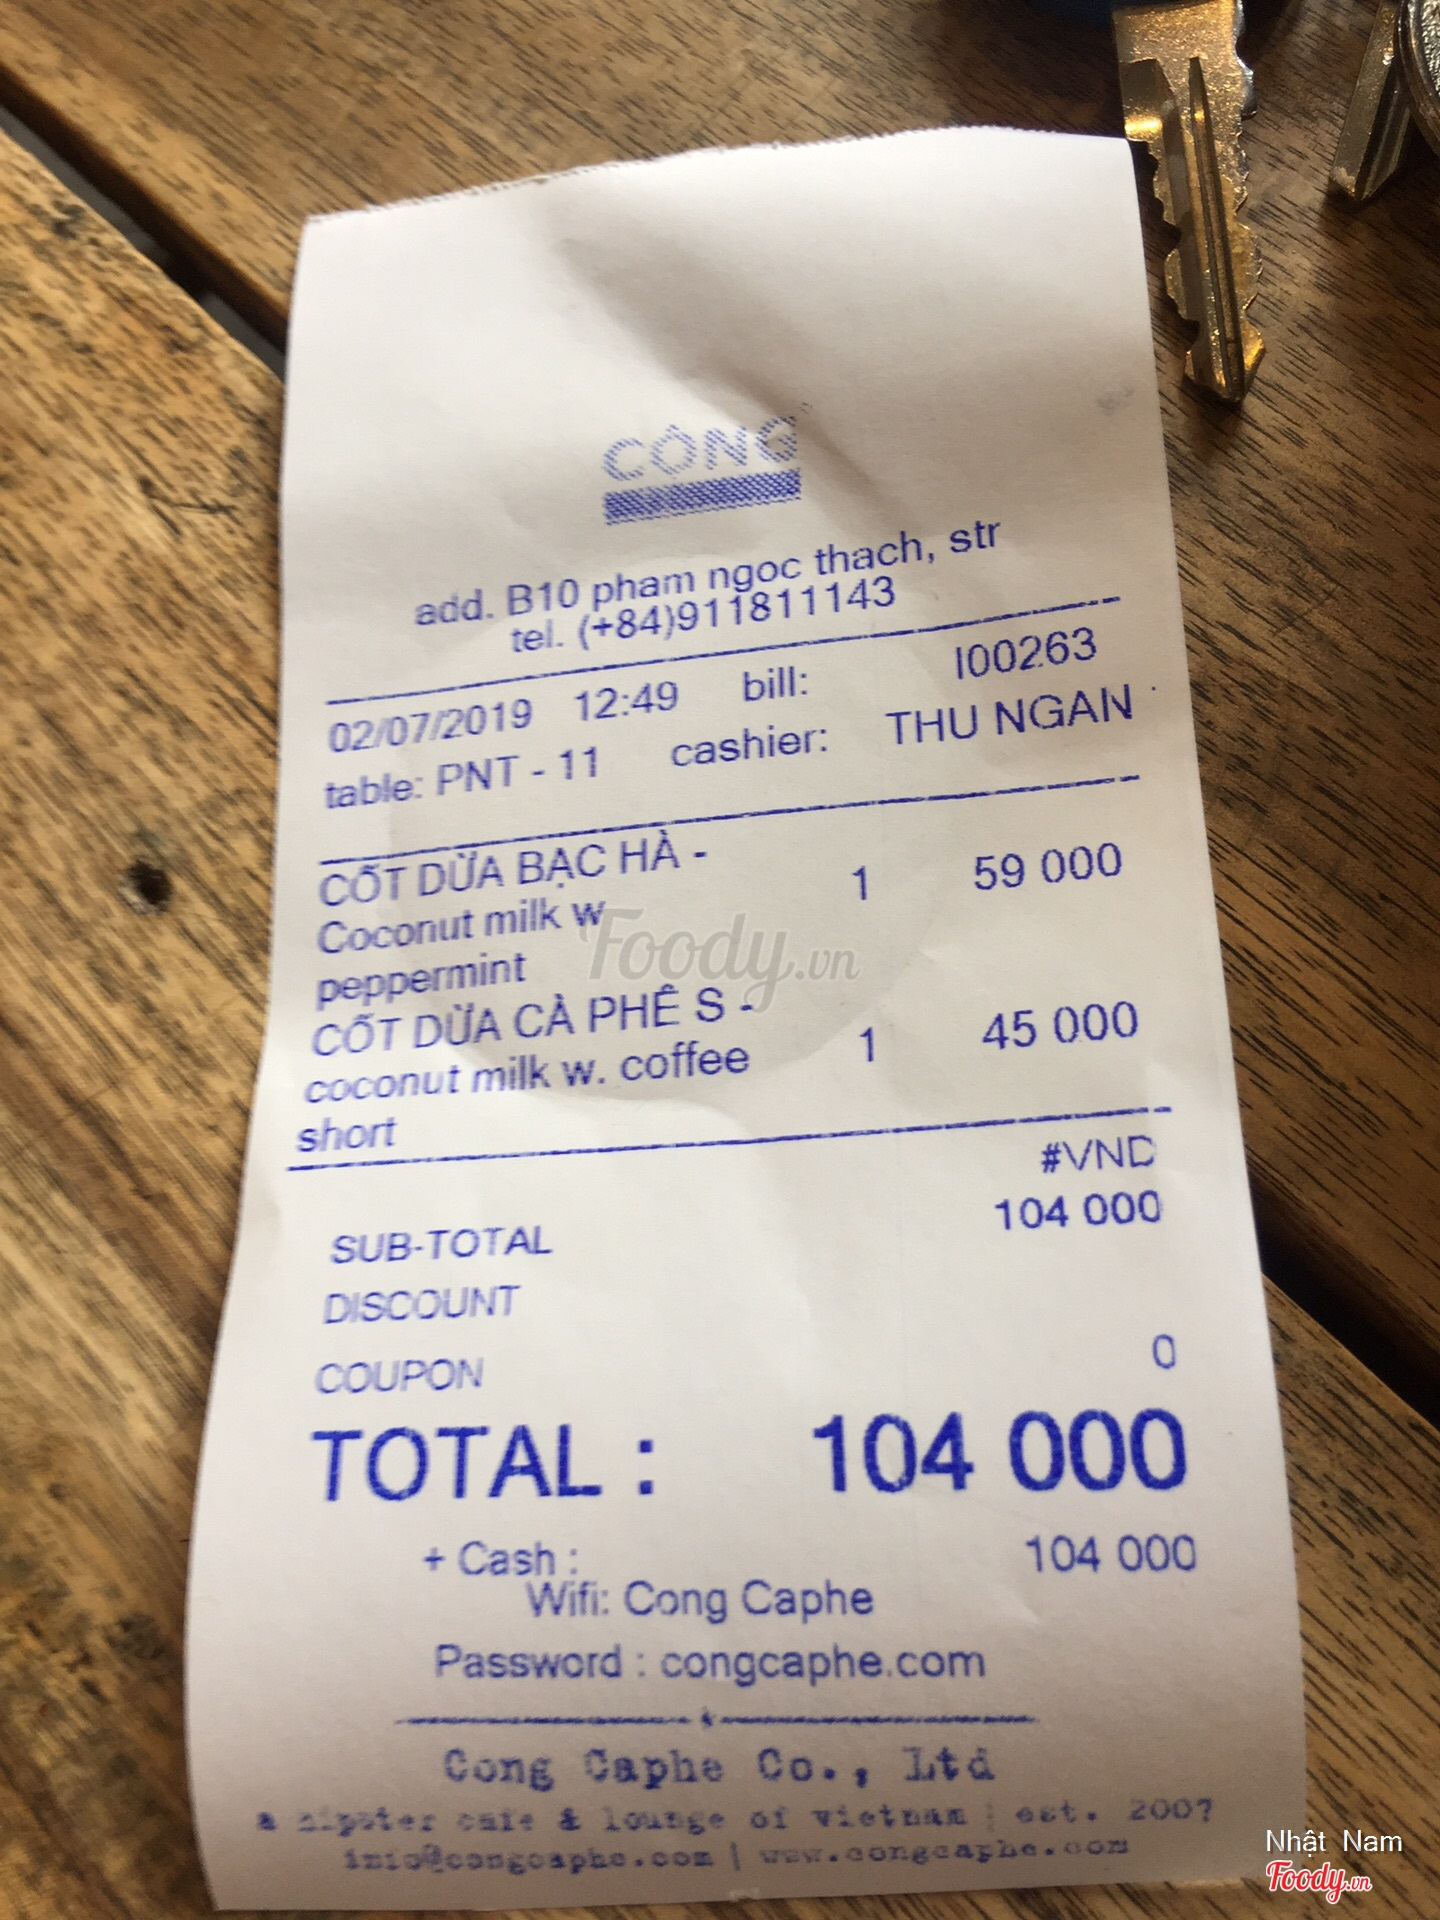 CỘNG
add. B10 pham ngoc thach, str
tel. (+84)911811143
02/07/2019 12:49 bill: I00263
table: PNT - 11 cashier: THU NGAN
CỐT DỪA BẠC HÀ -
Coconut milk w 1 59 000
peppermint
CỐT DỪA CÀ PHÊ S -
coconut milk w. coffee 1 45 000
short
#VND
SUB-TOTAL 104 000
DISCOUNT
COUPON 0
TOTAL : 104 000
+ Cash : 104 000
Wifi: Cong Caphe
Password : congcaphe.com
Cong Caphe Co., Ltd
a hipster cafe & lounge of vietnam | est. 2007
info@congcaphe.com | www.congcaphe.com
Foody.vn
Nhật Nam
Foody.vn